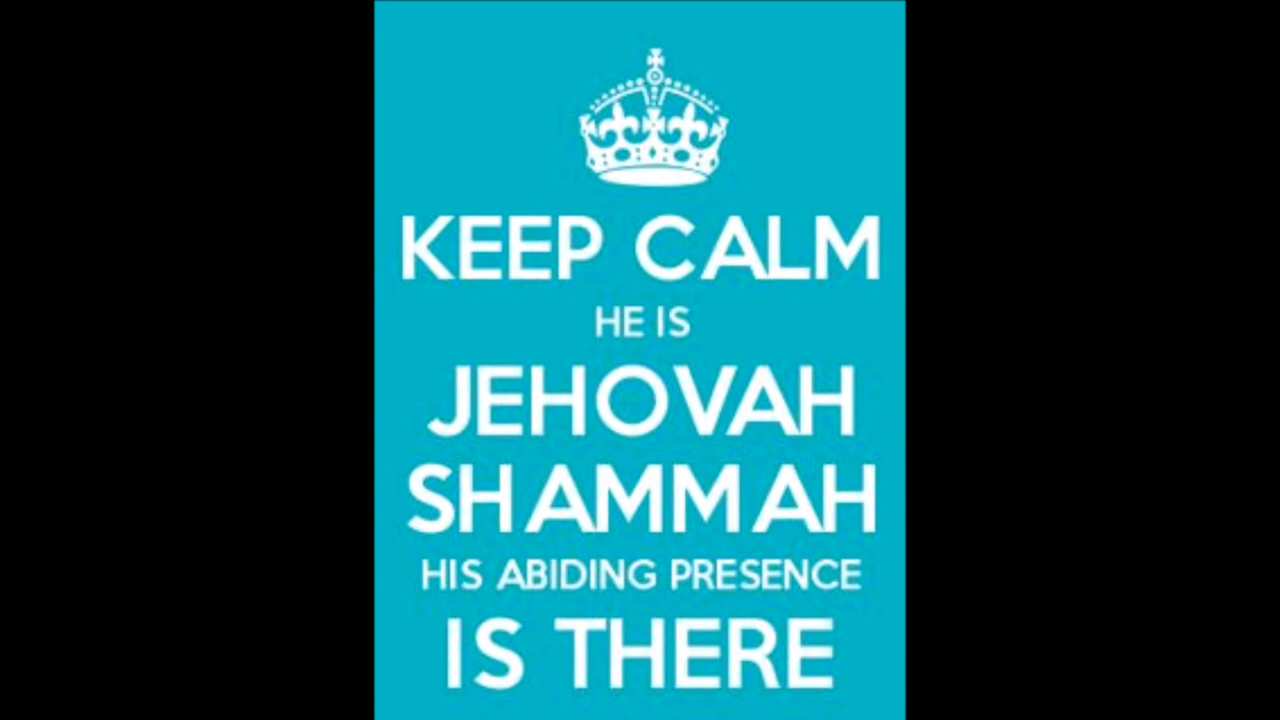 KEEP CALM
HE IS
JEHOVAH
SHAMMAH
HIS ABIDING PRESENCE
IS THERE